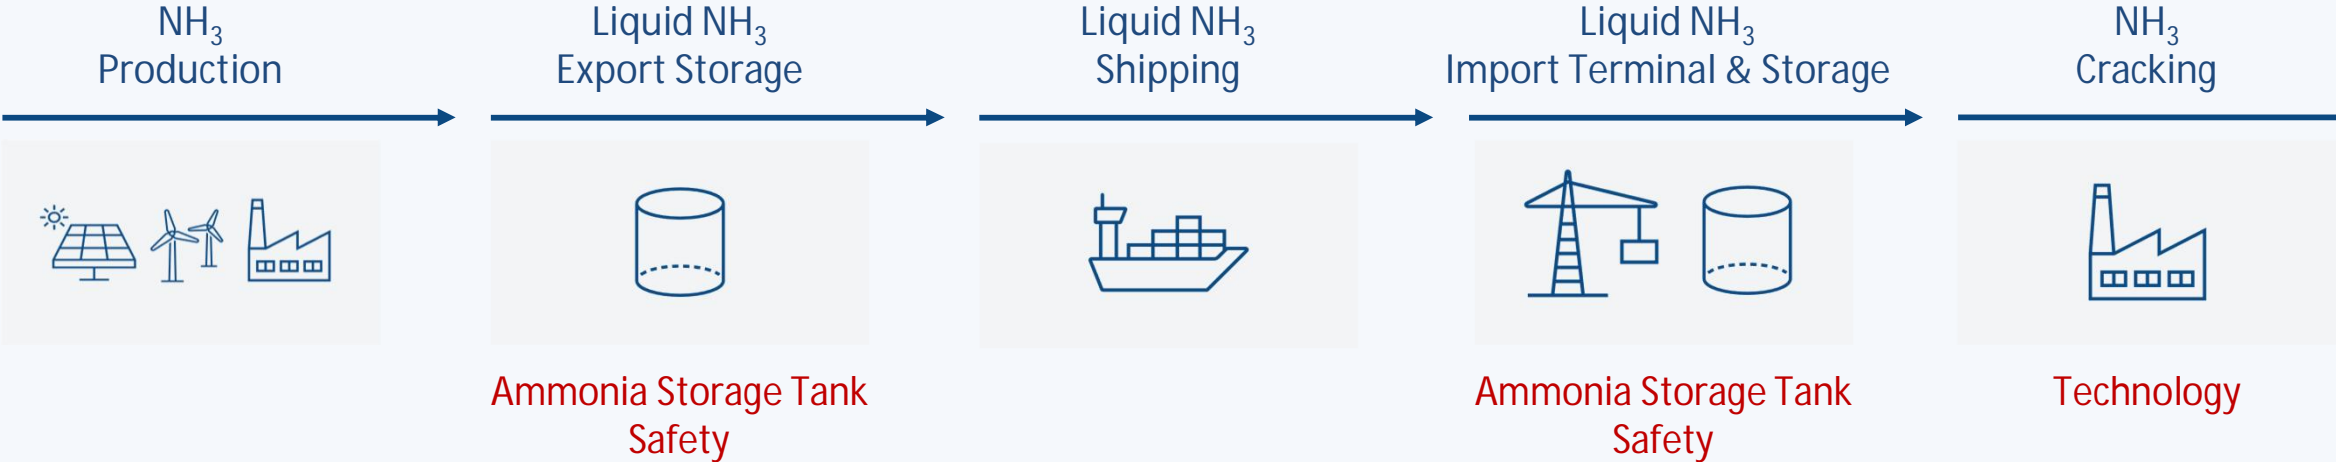 NH₃
Production
Liquid NH₃
Export Storage
Liquid NH₃
Shipping
Liquid NH₃
Import Terminal & Storage
NH₃
Cracking
Ammonia Storage Tank
Safety
Ammonia Storage Tank
Safety
Technology